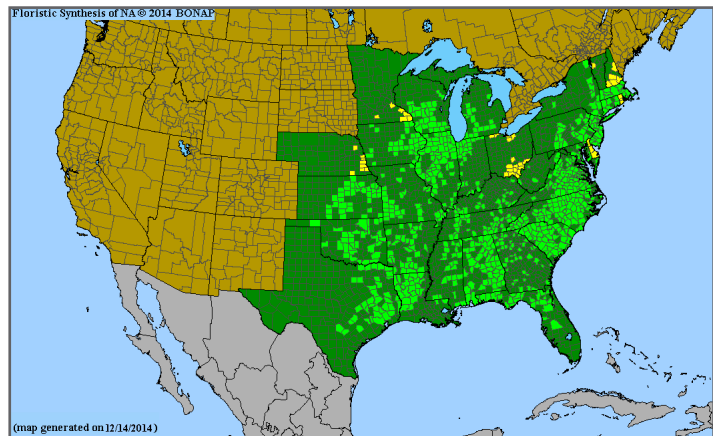 Floristic Synthesis of NA © 2014 BONAP
(map generated on 12/14/2014)